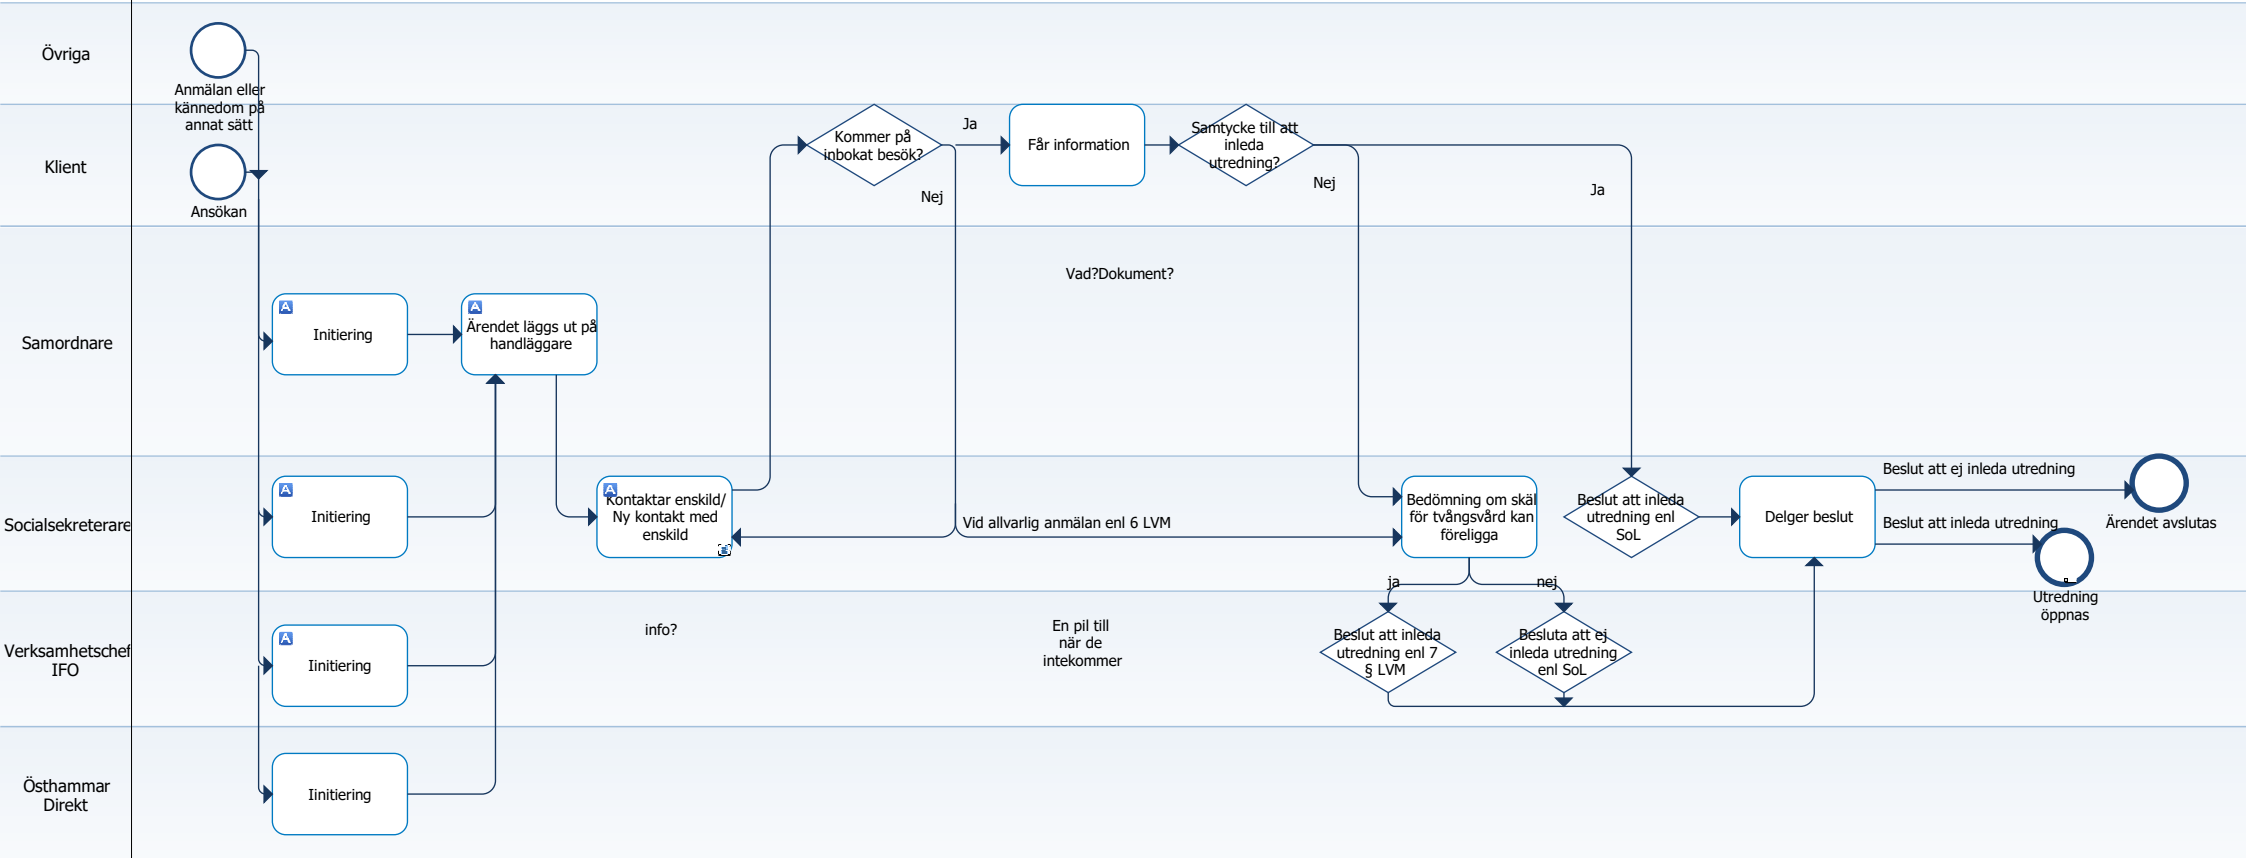 Övriga
Anmälan eller
kännedom på
annat sätt
Klient
Ansökan
Kommer på
inbokat besök?
Ja
Nej
Får information
Samtycke till att
inleda
utredning?
Nej
Ja
Samordnare
Initiering
Ärendet läggs ut på
handläggare
Vad?Dokument?
Socialsekreterare
Initiering
Kontaktar enskild/
Ny kontakt med
enskild
Vid allvarlig anmälan enl 6 LVM
Bedömning om skäl
för tvångsvård kan
föreligga
ja
nej
Beslut att inleda
utredning enl
SoL
Delger beslut
Beslut att ej inleda utredning
Beslut att inleda utredning
Ärendet avslutas
Utredning
öppnas
Verksamhetschef
IFO
Iinitiering
info?
En pil till
när de
intekommer
Beslut att inleda
utredning enl 7
§ LVM
Besluta att ej
inleda utredning
enl SoL
Östhammar
Direkt
Iinitiering